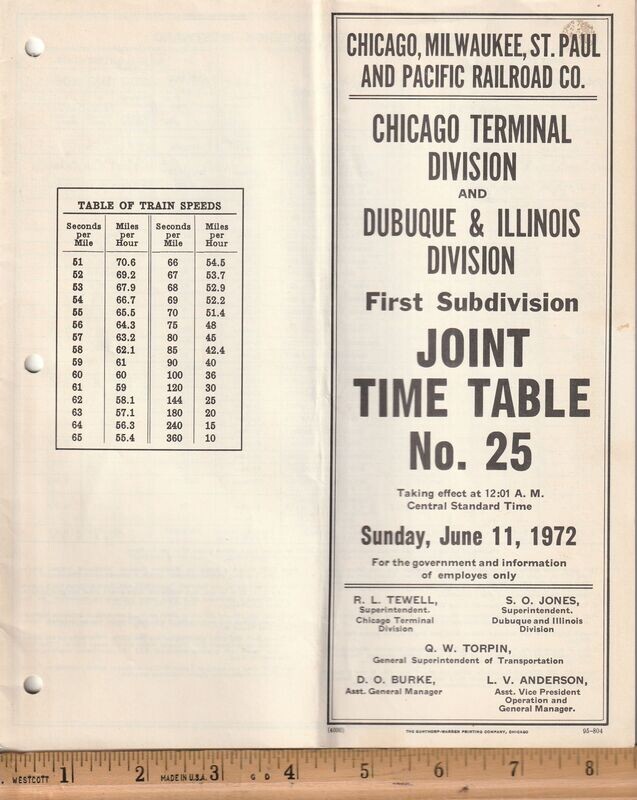 TABLE OF TRAIN SPEEDS
Seconds per Mile Miles per Hour Seconds per Mile Miles per Hour
51 70.6 66 54.5
52 69.2 67 53.7
53 67.9 68 52.9
54 66.7 69 52.2
55 65.5 70 51.4
56 64.3 75 48
57 63.2 80 45
58 62.1 85 42.4
59 61 90 40
60 60 100 36
61 59 120 30
62 58.1 144 25
63 57.1 180 20
64 56.3 240 15
65 55.4 360 10
CHICAGO, MILWAUKEE, ST. PAUL
AND PACIFIC RAILROAD CO.
CHICAGO TERMINAL
DIVISION
AND
DUBUQUE & ILLINOIS
DIVISION
First Subdivision
JOINT
TIME TABLE
No. 25
Taking effect at 12:01 A. M.
Central Standard Time
Sunday, June 11, 1972
For the government and information
of employes only
R. L. TEWELL,
Superintendent.
Chicago Terminal
Division
S. O. JONES,
Superintendent.
Dubuque and Illinois
Division
Q. W. TORPIN,
General Superintendent of Transportation
D. O. BURKE,
Asst. General Manager
L. V. ANDERSON,
Asst. Vice President
Operation and
General Manager.
(4000) THE GUNTHORP-WARREN PRINTING COMPANY, CHICAGO 95-804
WESTCOTT 1 2 MADE IN U.S.A. 3 4 5 6 7 8